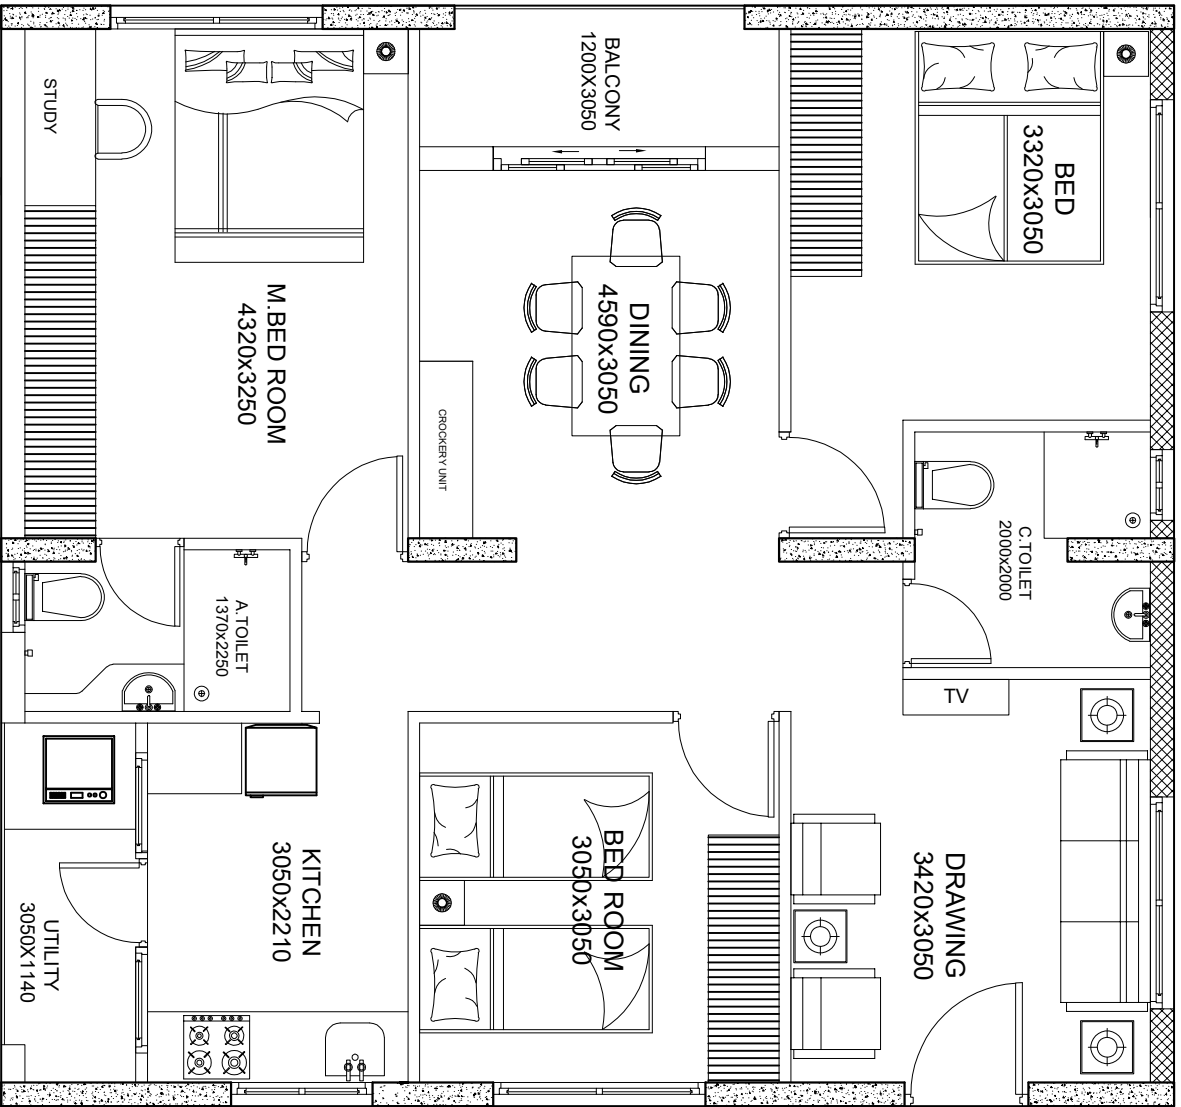 STUDY
BALCONY
1200X3050
BED
3320x3050
M.BED ROOM
4320x3250
DINING
4590x3050
CROCKERY UNIT
C.TOILET
2000x2000
A.TOILET
1370x2250
TV
KITCHEN
3050x2210
BED ROOM
3050x3050
DRAWING
3420x3050
UTILITY
3050X1140